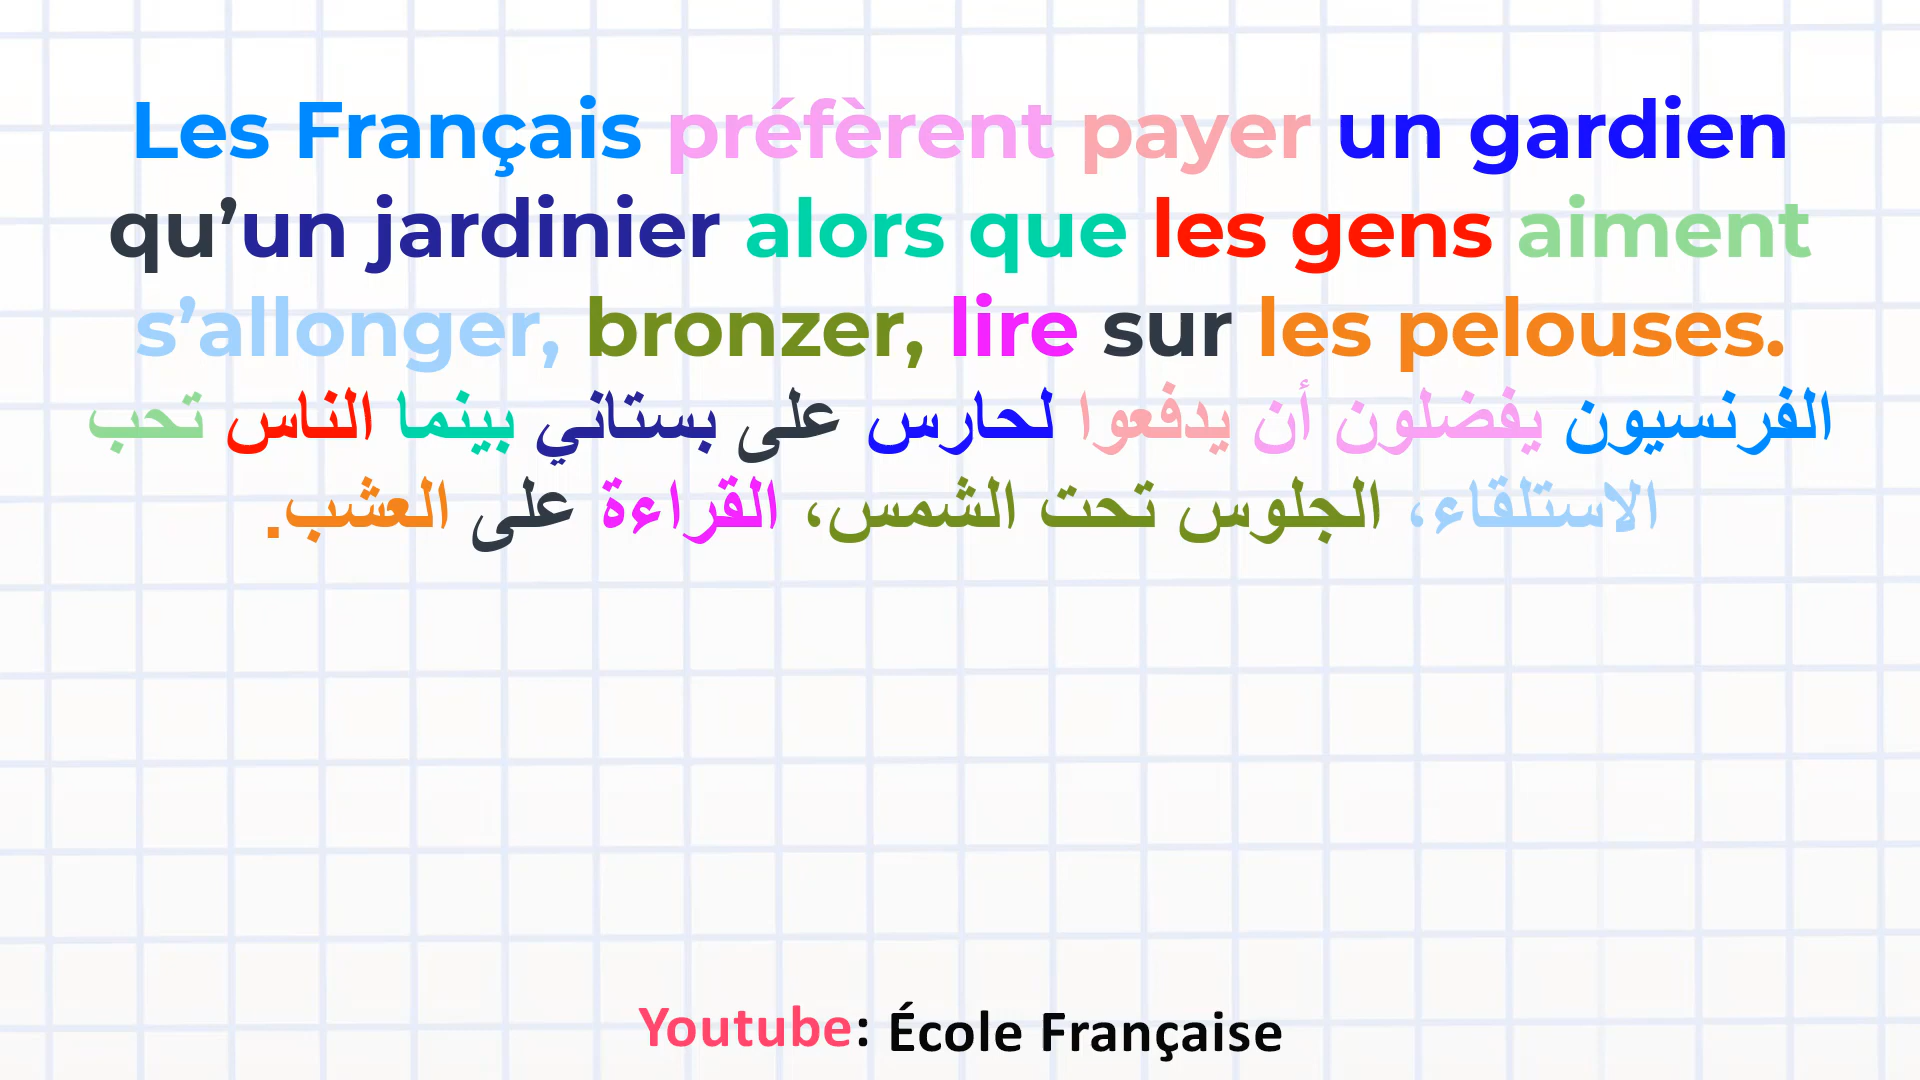 Les Français préfèrent payer un gardien
qu’un jardinier alors que les gens aiment
s’allonger, bronzer, lire sur les pelouses.
الفرنسيون يفضلون أن يدفعوا لحارس على بستاني بينما الناس تحب
الاستلقاء، الجلوس تحت الشمس، القراءة على العشب.
Youtube: École Française